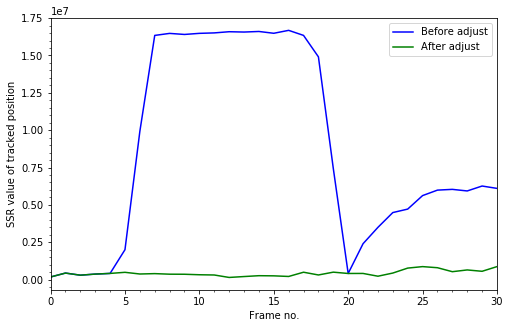 1e7
1.75
1.50
1.25
1.00
0.75
0.50
0.25
0.00
SSR value of tracked position
Before adjust
After adjust
0 5 10 15 20 25 30
Frame no.